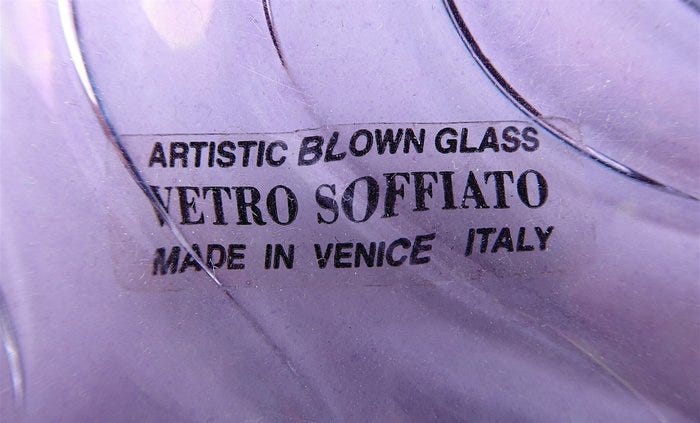 ARTISTIC BLOWN GLASS
VETRO SOFFIATO
MADE IN VENICE ITALY